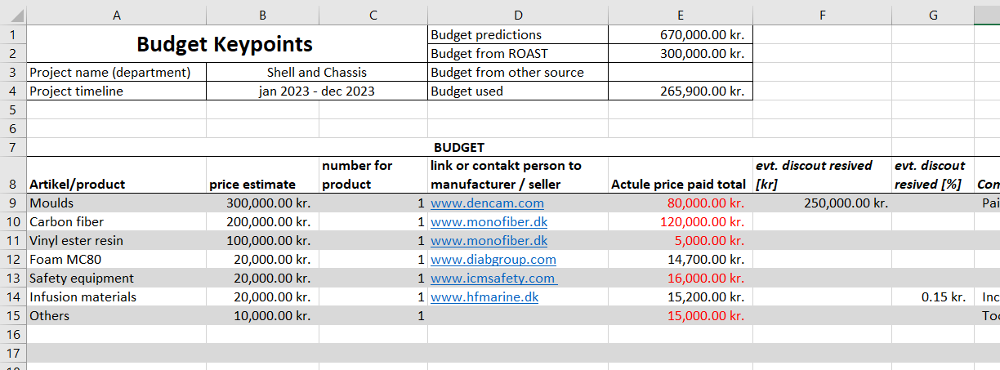 A B C D E F G
1 Budget Keypoints Budget predictions 670,000.00 kr.
2 Budget from ROAST 300,000.00 kr.
3 Project name (department) Shell and Chassis Budget from other source
4 Project timeline jan 2023 - dec 2023 Budget used 265,900.00 kr.
5
6
7 BUDGET
number for link or contakt person to evt. discout resived evt. discout
8 Artikel/product price estimate product manufacturer / seller Actule price paid total [kr] resived [%] Con
9 Moulds 300,000.00 kr. 1 www.dencam.com 80,000.00 kr. 250,000.00 kr. Pai
10 Carbon fiber 200,000.00 kr. 1 www.monofiber.dk 120,000.00 kr.
11 Vinyl ester resin 100,000.00 kr. 1 www.monofiber.dk 5,000.00 kr.
12 Foam MC80 20,000.00 kr. 1 www.diabgroup.com 14,700.00 kr.
13 Safety equipment 20,000.00 kr. 1 www.icmsafety.com 16,000.00 kr.
14 Infusion materials 20,000.00 kr. 1 www.hfmarine.dk 15,200.00 kr. 0.15 kr. Inc
15 Others 10,000.00 kr. 1 15,000.00 kr. Too
16
17